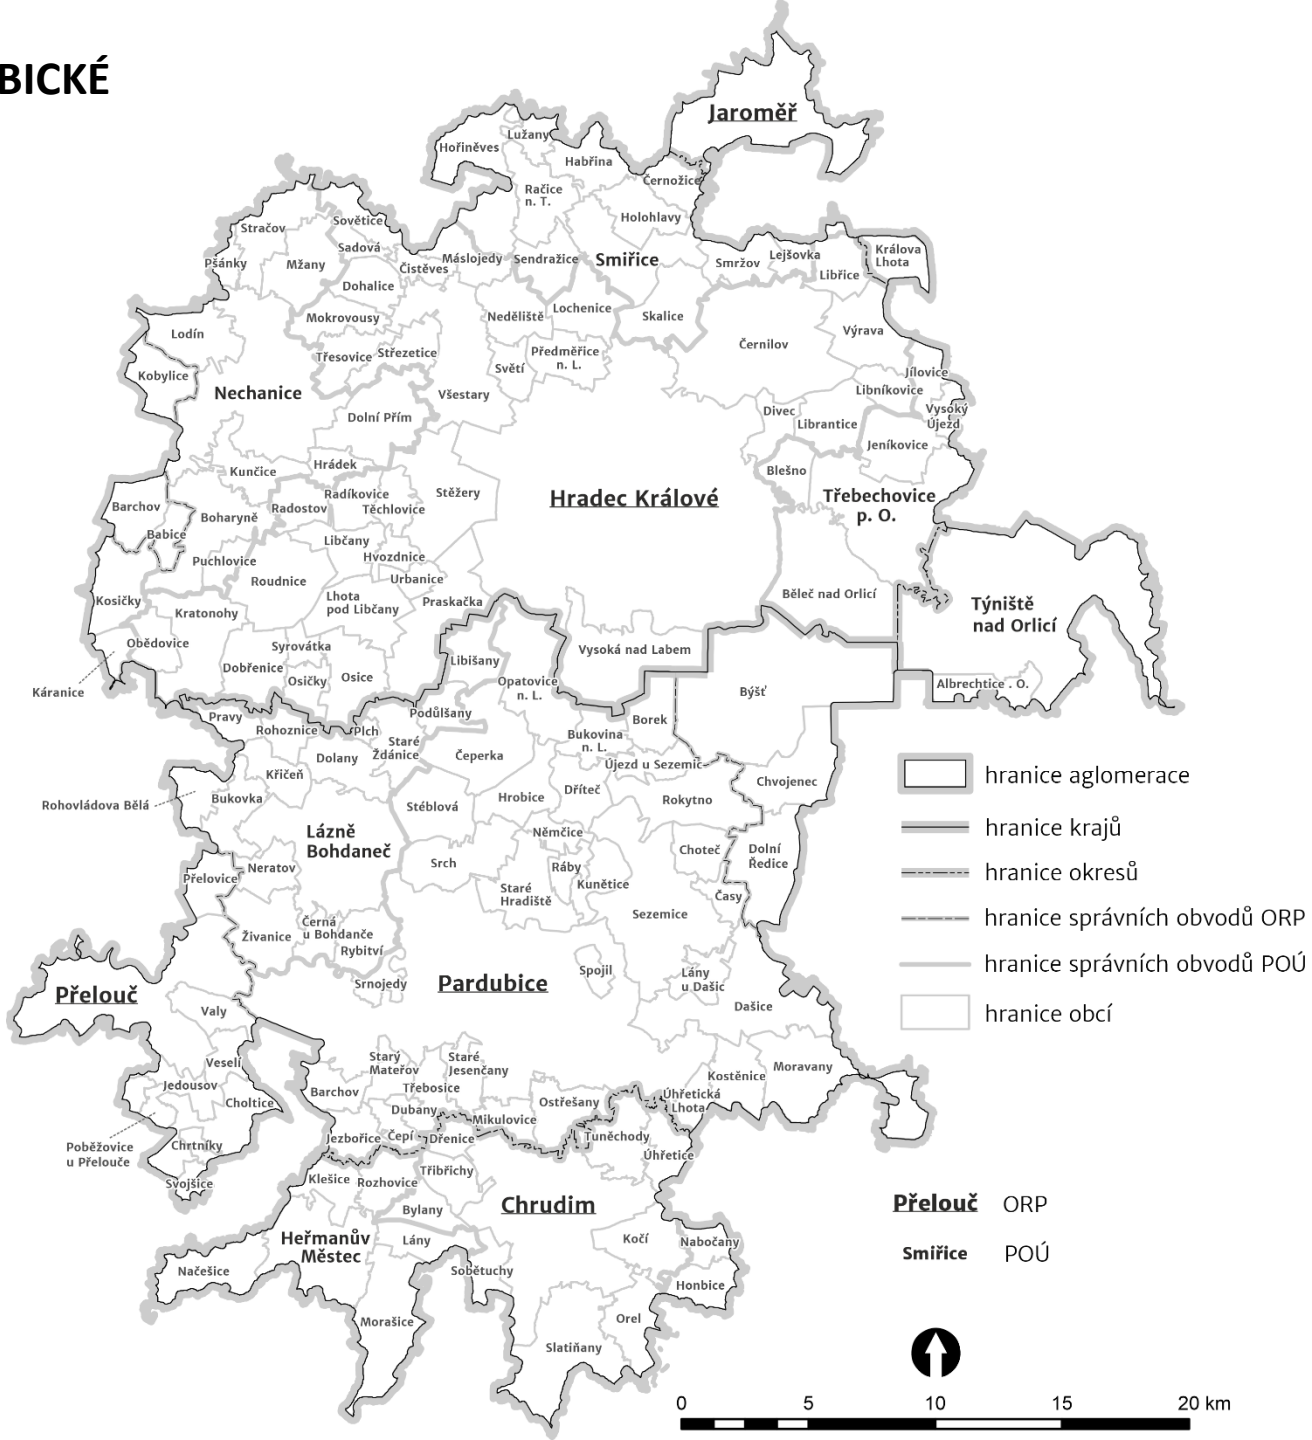 BICKÉ
Jaroměř
Lužany
Hořiněves
Habřina
Černožice
Račice
n. T.
Holohlavy
Stračov
Sovětice
Sadová
Pšánky
Mžany
Čistěves
Máslojedy
Sendražice
Smiřice
Smržov
Lejšovka
Libřice
Králova
Lhota
Dohalice
Lodín
Mokrovousy
Neděliště
Lochenice
Skalice
Výrava
Třesovice
Střezetice
Světí
Předměřice
n. L.
Černilov
Kobylice
Nechanice
Všestary
Jílovice
Libníkovice
Dolní Přím
Divec
Librantice
Vysoký
Újezd
Jeníkovice
Kunčice
Hrádek
Blešno
Barchov
Radostov
Radíkovice
Těchlovice
Stěžery
Hradec Králové
Třebechovice
p. O.
Babice
Boharyně
Libčany
Puchlovice
Hvozdnice
Roudnice
Urbanice
Kosičky
Kratonohy
Lhota
pod Libčany
Praskačka
Běleč nad Orlicí
Týniště
nad Orlicí
Obědovice
Syrovátka
Vysoká nad Labem
Káranice
Dobřenice
Osičky
Osice
Libišany
Opatovice
n. L.
Býšť
Albrechtice . O.
Pravy
Rohoznice
Plch
Podůlšany
Borek
Bukovina
n. L.
Staré
Ždánice
Dolany
Čeperka
Újezd u Sezemic
hranice aglomerace
Křičeň
Chvojenec
Rohovládova Bělá
Bukovka
Stéblová
Hrobice
Dříteč
Rokytno
hranice krajů
Lázně
Bohdaneč
Němčice
Choteč
Dolní
Ředice
Srch
Ráby
Kunětice
hranice okresů
Přelovice
Neratov
Staré
Hradiště
Časy
Sezemice
hranice správních obvodů ORP
Živanice
Černá
u Bohdanče
Rybitví
hranice správních obvodů POÚ
Přelouč
Srnojedy
Pardubice
Spojil
Lány
u Dašic
Valy
Dašice
hranice obcí
Veselí
Starý
Mateřov
Staré
Jesenčany
Kostěnice
Moravany
Jedousov
Barchov
Třebosice
Choltice
Dubany
Ostřešany
Úhřetická
Lhota
Mikulovice
Poběžovice
u Přelouče
Chrtníky
Jezbořice
Čepí
Dřenice
Tuněchody
Úhřetice
Svojšice
Klešice
Rozhovice
Třibřichy
Chrudim
Přelouč
ORP
Bylany
Heřmanův
Městec
Lány
Kočí
Nabočany
Smiřice
POÚ
Načešice
Sobětuchy
Honbice
Morašice
Orel
Slatiňany
0 5 10 15 20 km